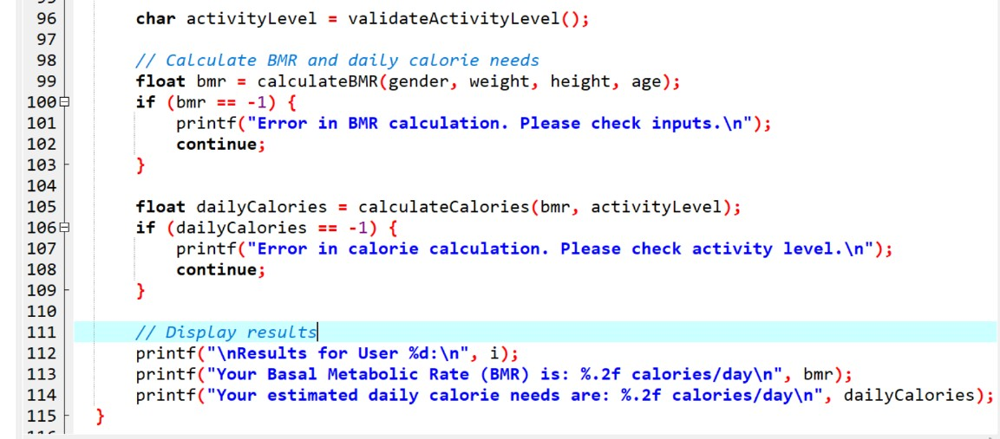 96 char activityLevel = validateActivityLevel();
97
98 // Calculate BMR and daily calorie needs
99 float bmr = calculateBMR(gender, weight, height, age);
100 if (bmr == -1) {
101 printf("Error in BMR calculation. Please check inputs.\n");
102 continue;
103 }
104
105 float dailyCalories = calculateCalories(bmr, activityLevel);
106 if (dailyCalories == -1) {
107 printf("Error in calorie calculation. Please check activity level.\n");
108 continue;
109 }
110
111 // Display results
112 printf("\nResults for User %d:\n", i);
113 printf("Your Basal Metabolic Rate (BMR) is: %.2f calories/day\n", bmr);
114 printf("Your estimated daily calorie needs are: %.2f calories/day\n", dailyCalories);
115 }